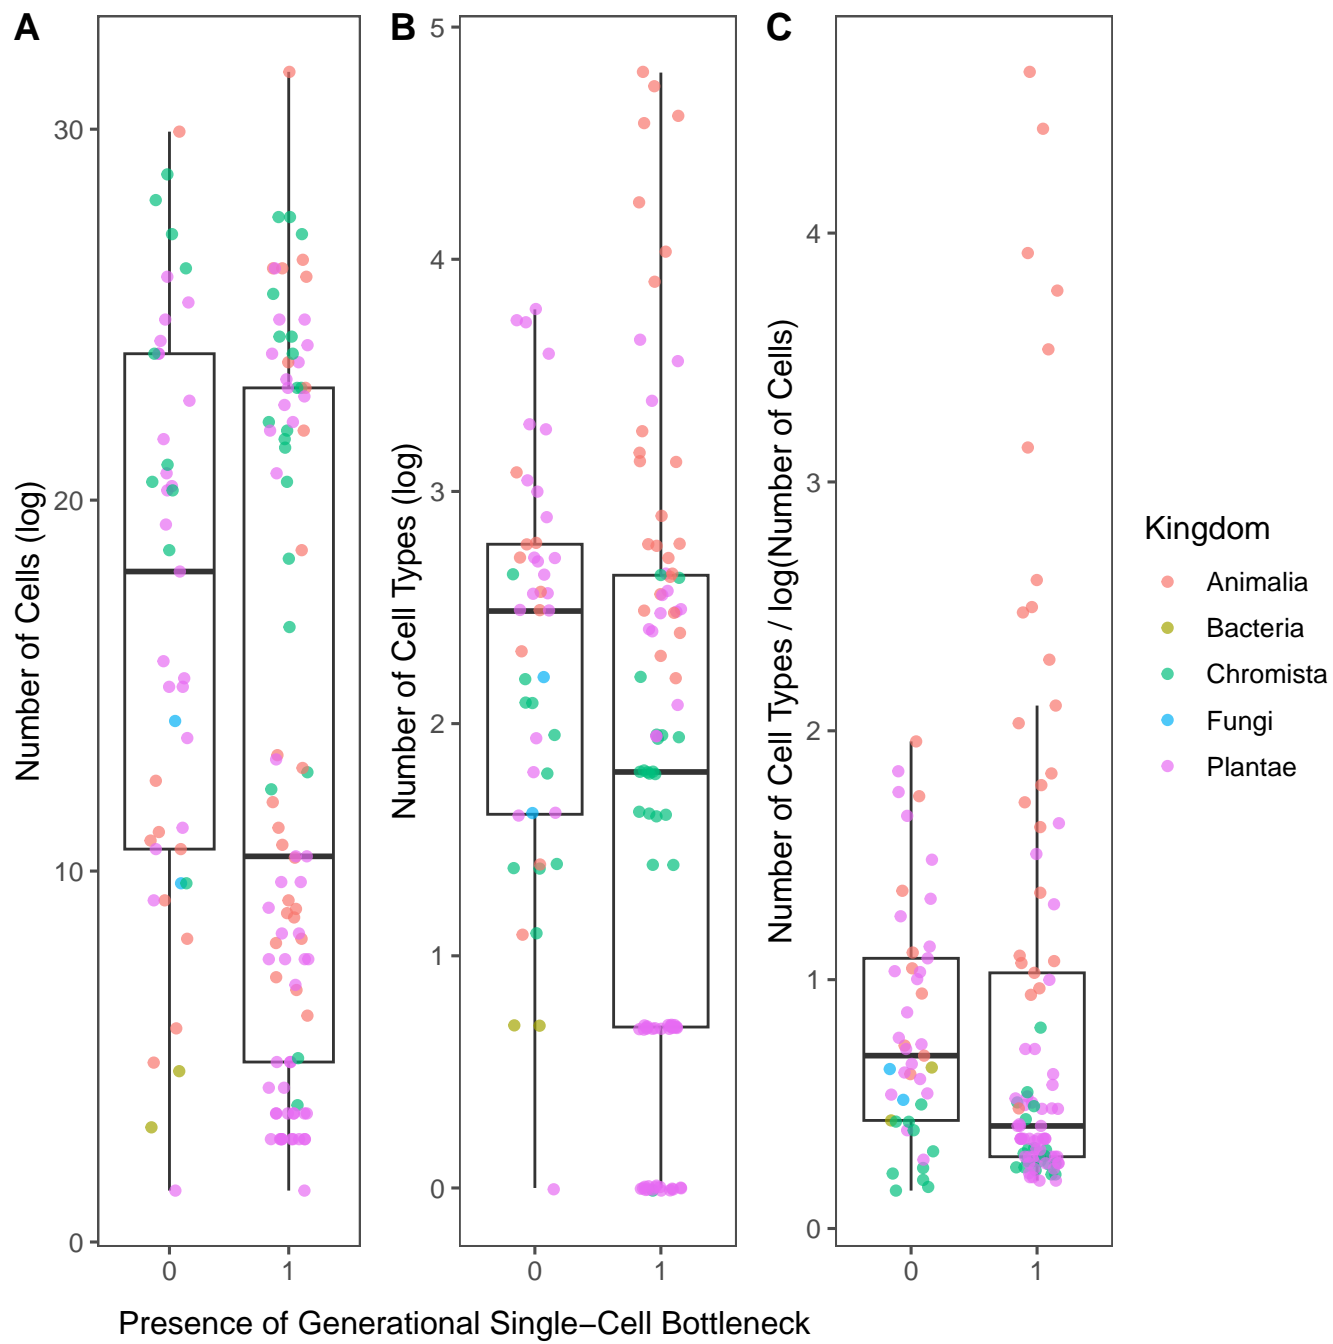 A
B
C
Number of Cells (log)
30
20
10
0
0
1
Number of Cell Types (log)
5
4
3
2
1
0
0
1
Number of Cell Types / log(Number of Cells)
4
3
2
1
0
0
1
Presence of Generational Single−Cell Bottleneck
Kingdom
Animalia
Bacteria
Chromista
Fungi
Plantae